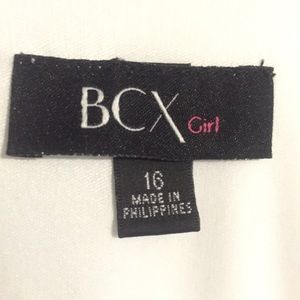 BCX Girl
16
MADE IN
PHILIPPINES